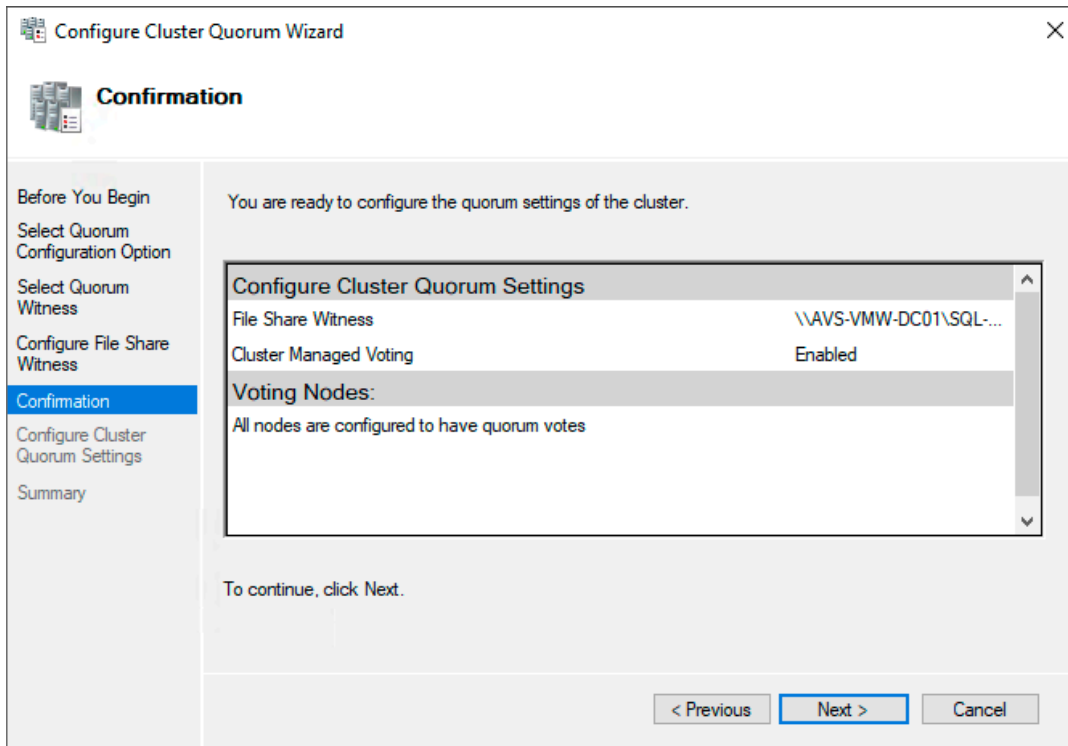 Configure Cluster Quorum Wizard
Confirmation
Before You Begin
Select Quorum
Configuration Option
Select Quorum
Witness
Configure File Share
Witness
Confirmation
Configure Cluster
Quorum Settings
Summary
You are ready to configure the quorum settings of the cluster.
Configure Cluster Quorum Settings
File Share Witness \\AVS-VMW-DC01\SQL-...
Cluster Managed Voting Enabled
Voting Nodes:
All nodes are configured to have quorum votes
To continue, click Next.
< Previous Next > Cancel